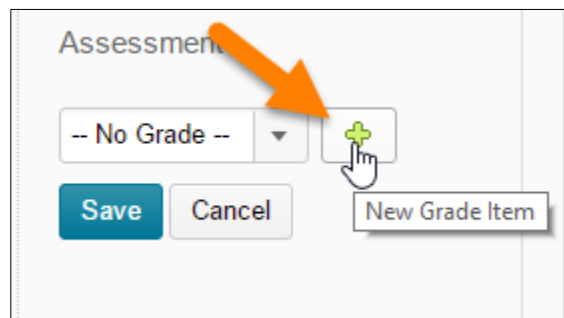 Assessment
-- No Grade --
Save Cancel
New Grade Item